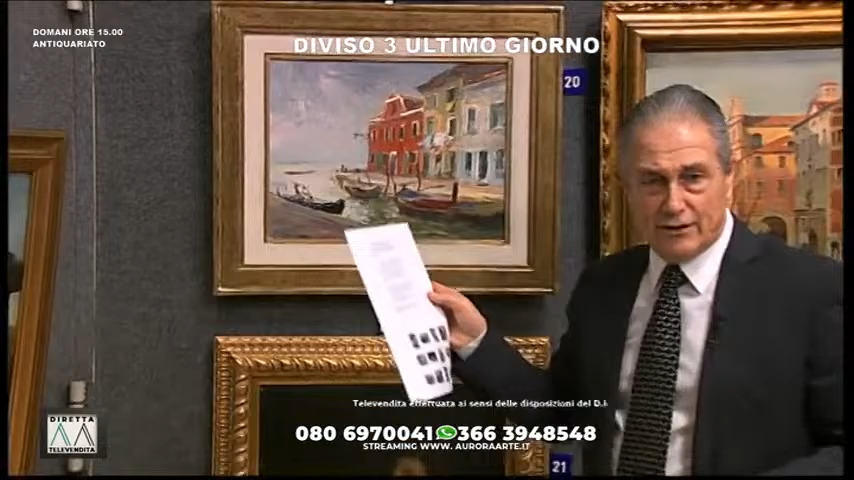 DOMANI ORE 15.00
ANTIQUARIATO
DIVISO 3 ULTIMO GIORNO
20
Televendita effettuata ai sensi delle disposizioni del D.
080 6970041 366 3948548
STREAMING WWW. AURORAARTE.IT
DIRETTA
TELEVENDITA
21